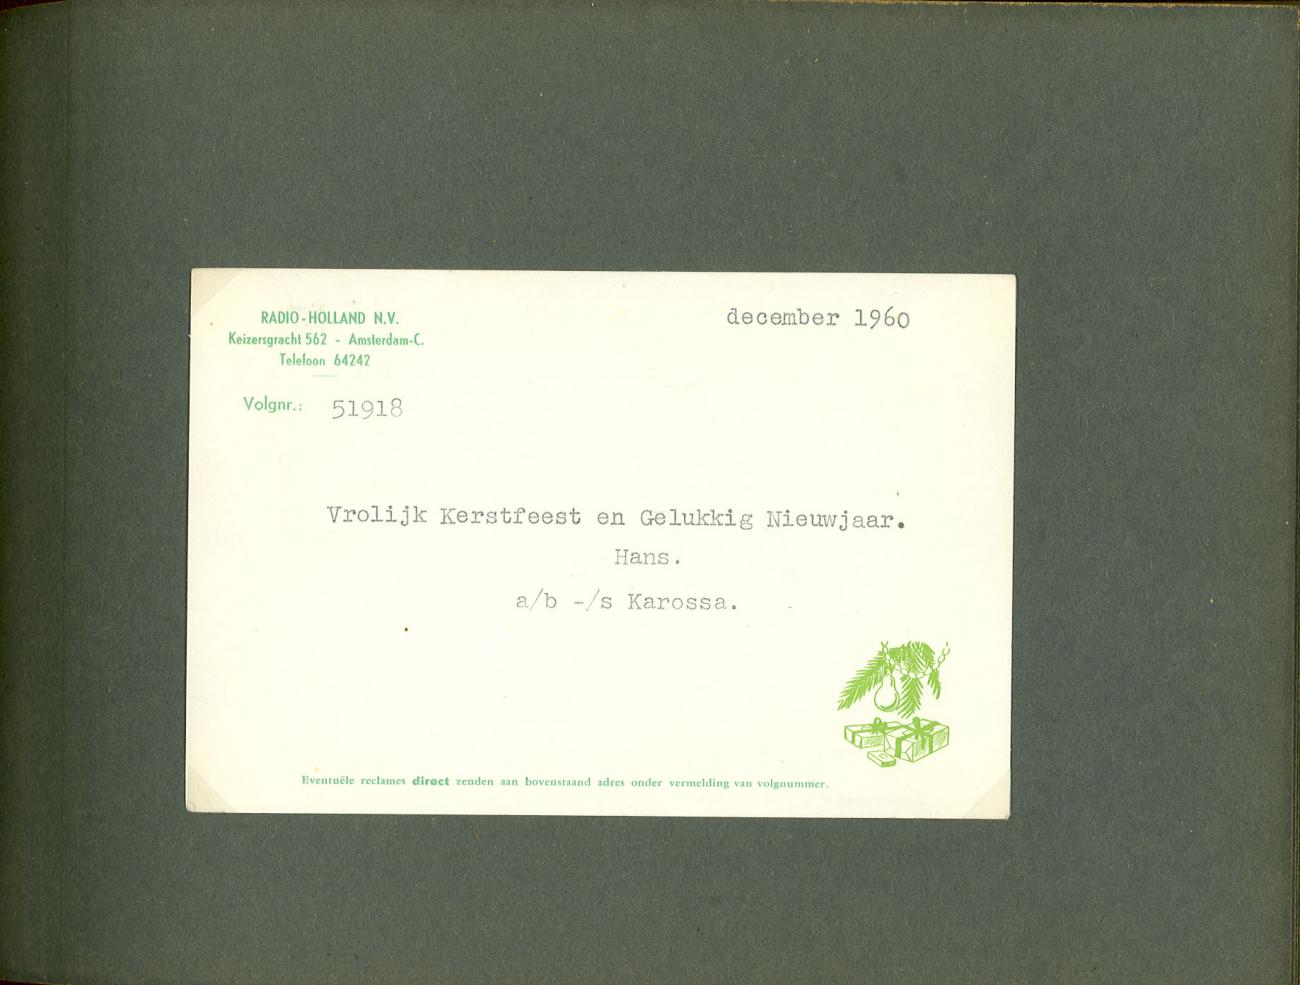 RADIO-HOLLAND N.V.
Keizersgracht 562 - Amsterdam-C.
Telefoon 64242
december 1960
Volgnr.: 51918
Vrolijk Kerstfeest en Gelukkig Nieuwjaar.
Hans.
a/b -/s Karossa.
Eventuële reclames direct zenden aan bovenstaand adres onder vermelding van volgnummer.